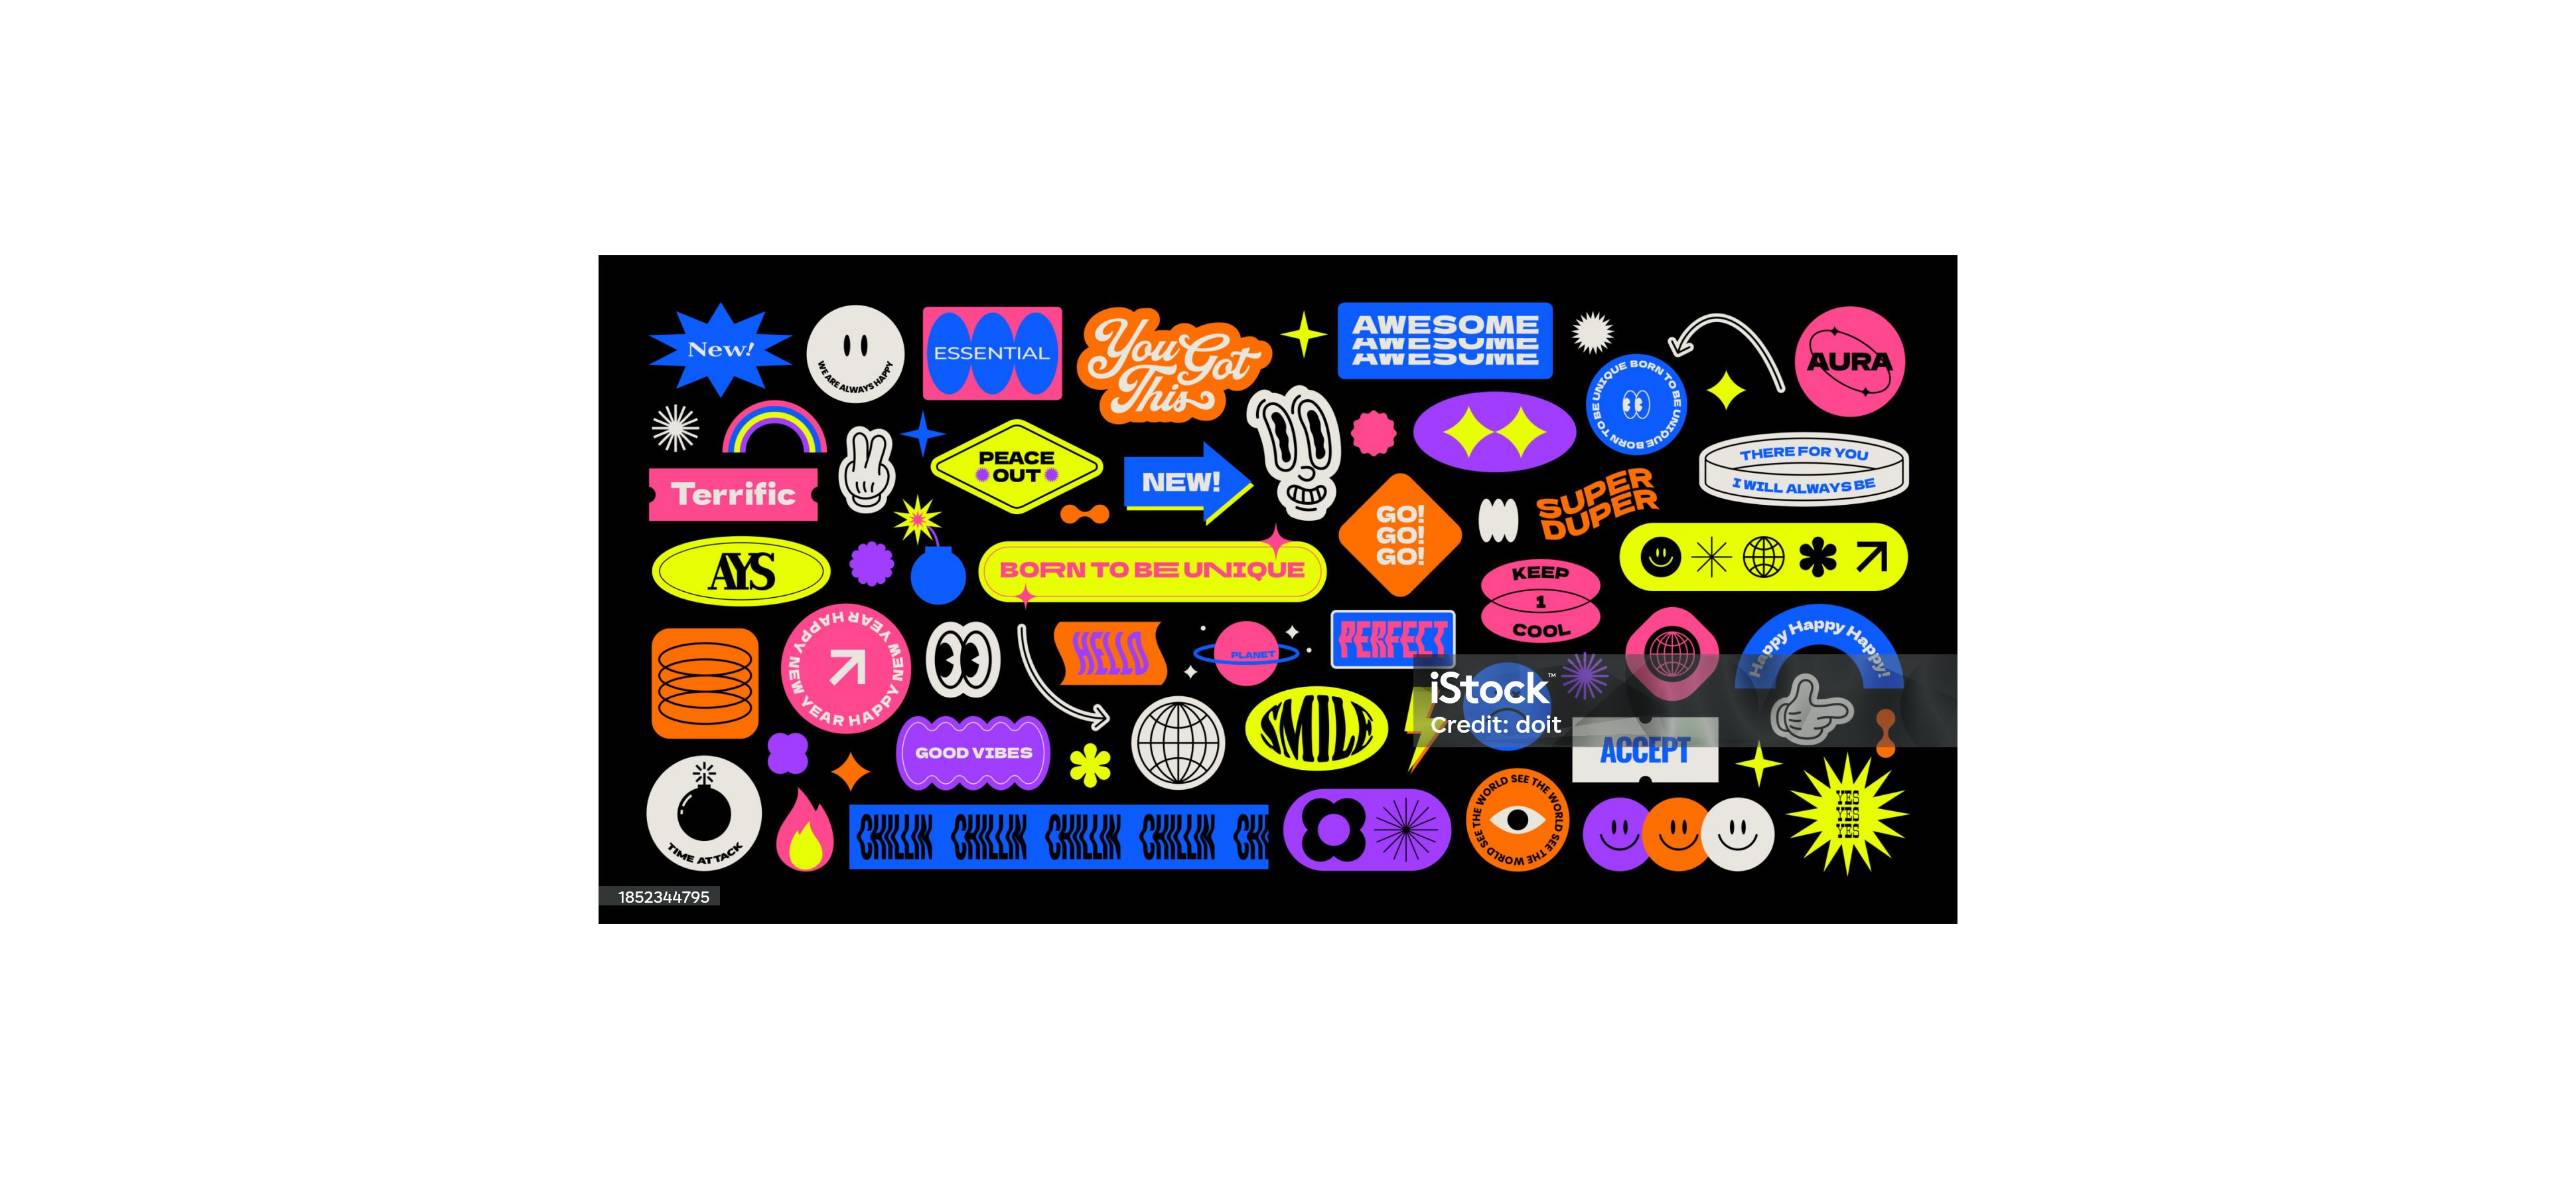 New!
WE ARE ALWAYS HAPPY
ESSENTIAL
You Got
This
AWESOME
AWESOME
AWESOME
BORN TO BE UNIQUE BORN TO BE UNIQUE
AURA
Terrific
PEACE
OUT
NEW!
GO!
GO!
GO!
SUPER
DUPER
THERE FOR YOU
I WILL ALWAYS BE
AYS
BORN TO BE UNIQUE
KEEP
1
COOL
HAPPY NEW YEAR HAPPY NEW YEAR
HELLO
PLANET
PERFECT
Happy Happy Happy!
iStock™
Credit: doit
GOOD VIBES
SMILE
ACCEPT
TIME ATTACK
CHILLIN CHILLIN CHILLIN CHILLIN CHI
SEE THE WORLD SEE THE WORLD SEE THE WORLD
YES
YES
YES
1852344795